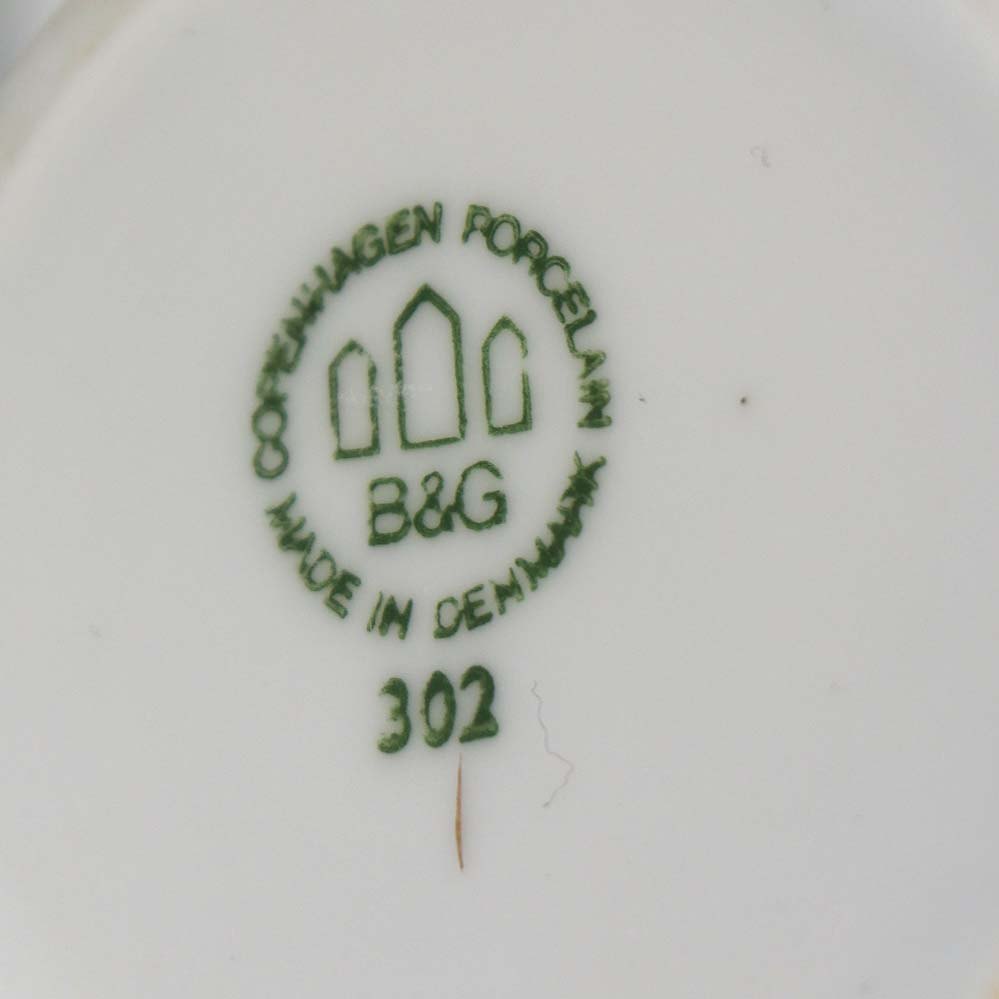 COPENHAGEN PORCELAIN
B&G
MADE IN DENMARK
302